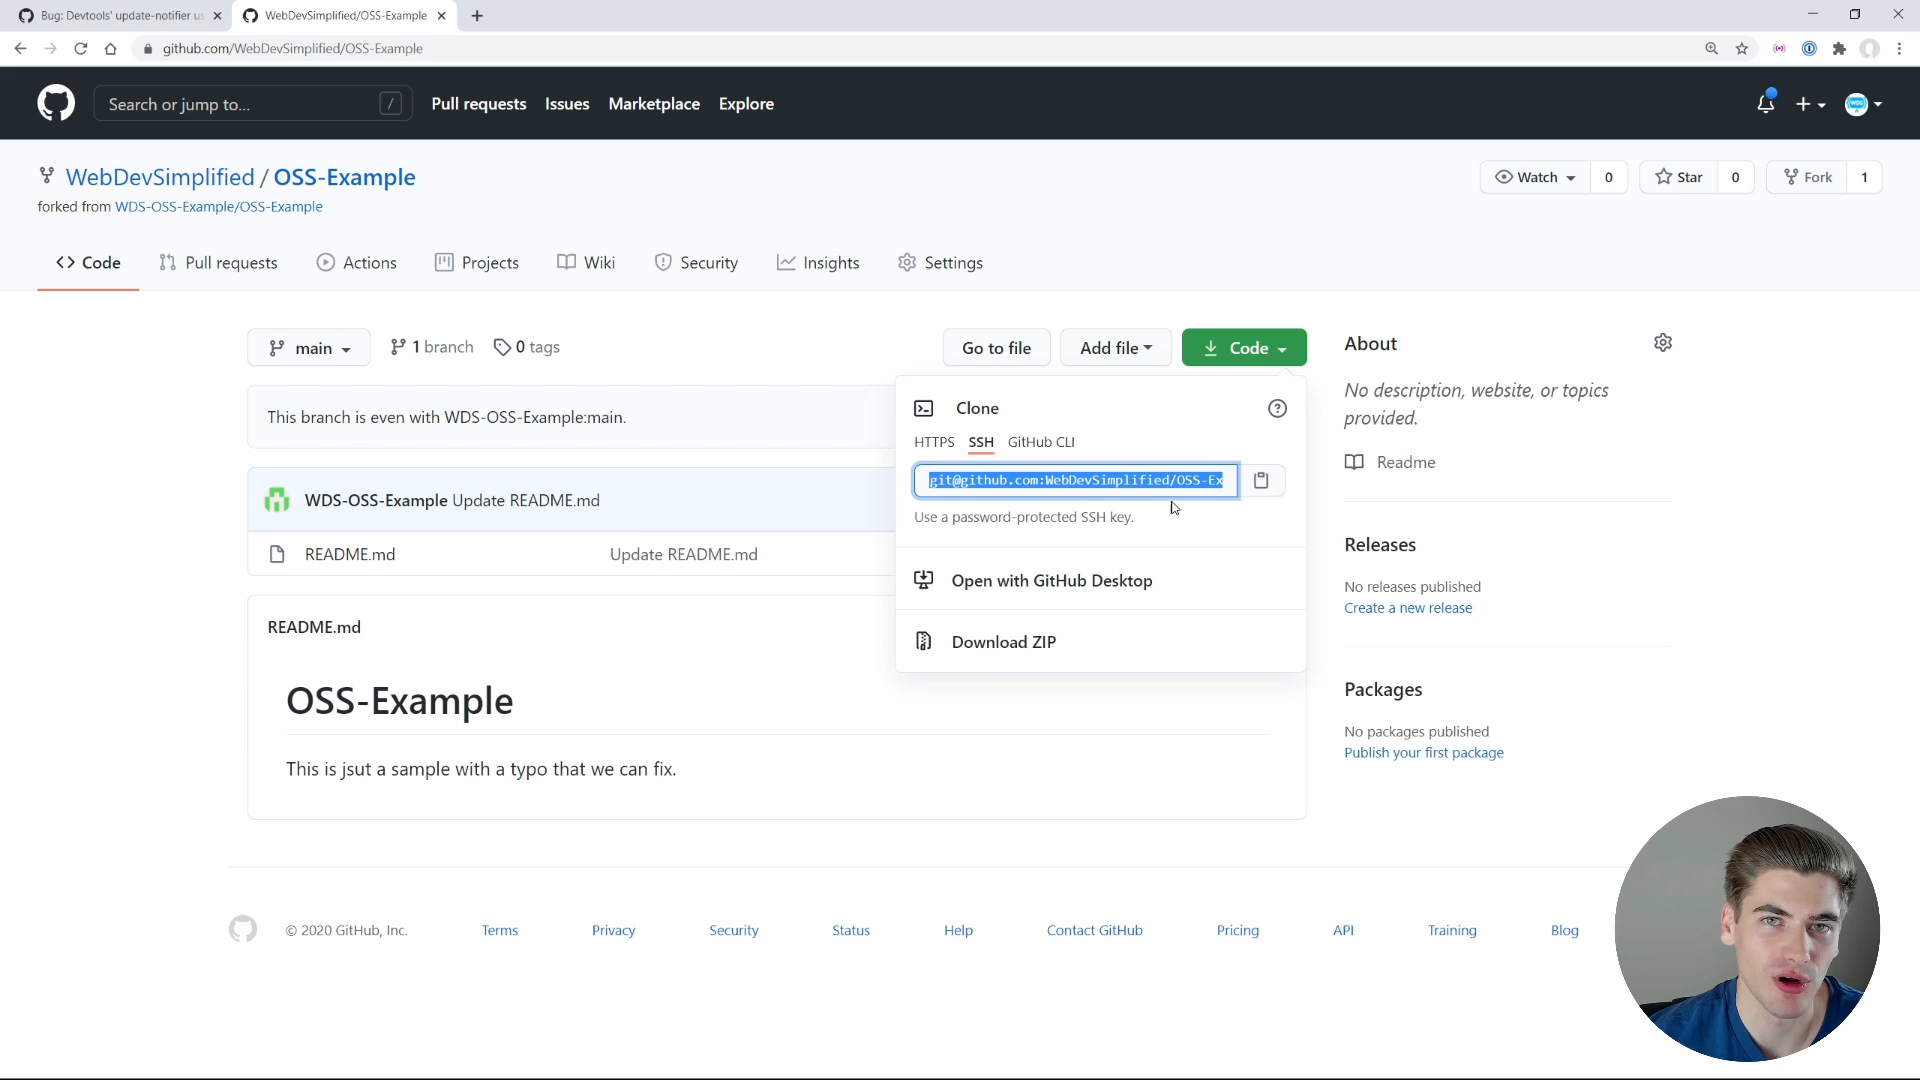 Bug: Devtools' update-notifier us
WebDevSimplified/OSS-Example
github.com/WebDevSimplified/OSS-Example
Search or jump to...
/
Pull requests
Issues
Marketplace
Explore
WebDevSimplified / OSS-Example
forked from WDS-OSS-Example/OSS-Example
Watch
0
Star
0
Fork
1
Code
Pull requests
Actions
Projects
Wiki
Security
Insights
Settings
main
1 branch
0 tags
Go to file
Add file
Code
This branch is even with WDS-OSS-Example:main.
WDS-OSS-Example Update README.md
README.md
Update README.md
Clone
HTTPS
SSH
GitHub CLI
git@github.com:WebDevSimplified/OSS-Ex
Use a password-protected SSH key.
Open with GitHub Desktop
Download ZIP
README.md
OSS-Example
This is jsut a sample with a typo that we can fix.
About
No description, website, or topics
provided.
Readme
Releases
No releases published
Create a new release
Packages
No packages published
Publish your first package
© 2020 GitHub, Inc.
Terms
Privacy
Security
Status
Help
Contact GitHub
Pricing
API
Training
Blog